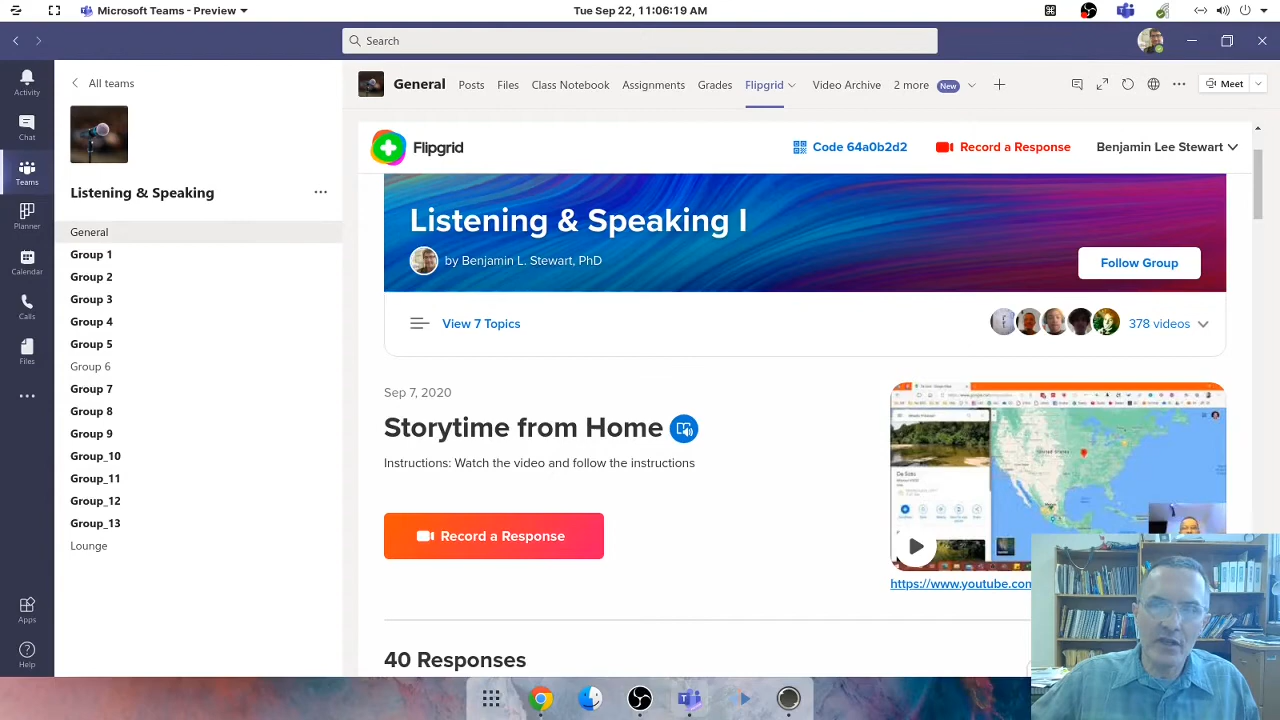 Microsoft Teams - Preview
Tue Sep 22, 11:06:19 AM
Search
Activity
Chat
Teams
Planner
Calendar
Calls
Files
Apps
Help
All teams
Listening & Speaking
General
Group 1
Group 2
Group 3
Group 4
Group 5
Group 6
Group 7
Group 8
Group 9
Group_10
Group_11
Group_12
Group_13
Lounge
General Posts Files Class Notebook Assignments Grades Flipgrid Video Archive 2 more New Meet
Flipgrid
Code 64a0b2d2 Record a Response Benjamin Lee Stewart
Listening & Speaking I
by Benjamin L. Stewart, PhD
Follow Group
View 7 Topics
378 videos
Sep 7, 2020
Storytime from Home
Instructions: Watch the video and follow the instructions
Record a Response
United States
https://www.youtube.con
40 Responses